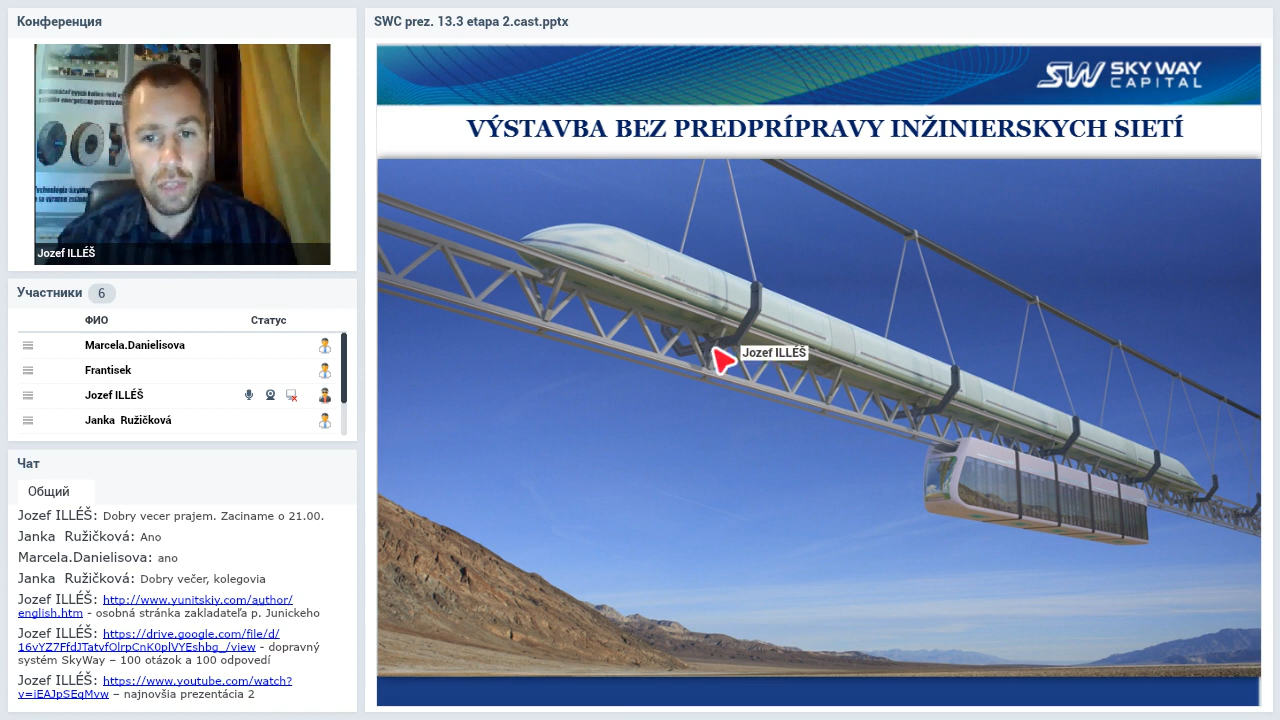 Конференция
Jozef ILLÉŠ
Участники 6
ФИО Статус
Marcela.Danielisova
Frantisek
Jozef ILLÉŠ
Janka Ružičková
Чат
Общий
Jozef ILLÉŠ: Dobry vecer prajem. Zaciname o 21.00.
Janka Ružičková: Ano
Marcela.Danielisova: ano
Janka Ružičková: Dobry večer, kolegovia
Jozef ILLÉŠ: http://www.yunitskiy.com/author/
english.htm - osobná stránka zakladateľa p. Junickeho
Jozef ILLÉŠ: https://drive.google.com/file/d/
16vYZ7FfdJTatvfOlrpCnK0plVYEshbg_/view - dopravný
systém SkyWay – 100 otázok a 100 odpovedí
Jozef ILLÉŠ: https://www.youtube.com/watch?
v=iEAJpSEqMvw – najnovšia prezentácia 2
SWC prez. 13.3 etapa 2.cast.pptx
SW SKY WAY
CAPITAL
VÝSTAVBA BEZ PREDPRÍPRAVY INŽINIERSKYCH SIETÍ
Jozef ILLÉŠ